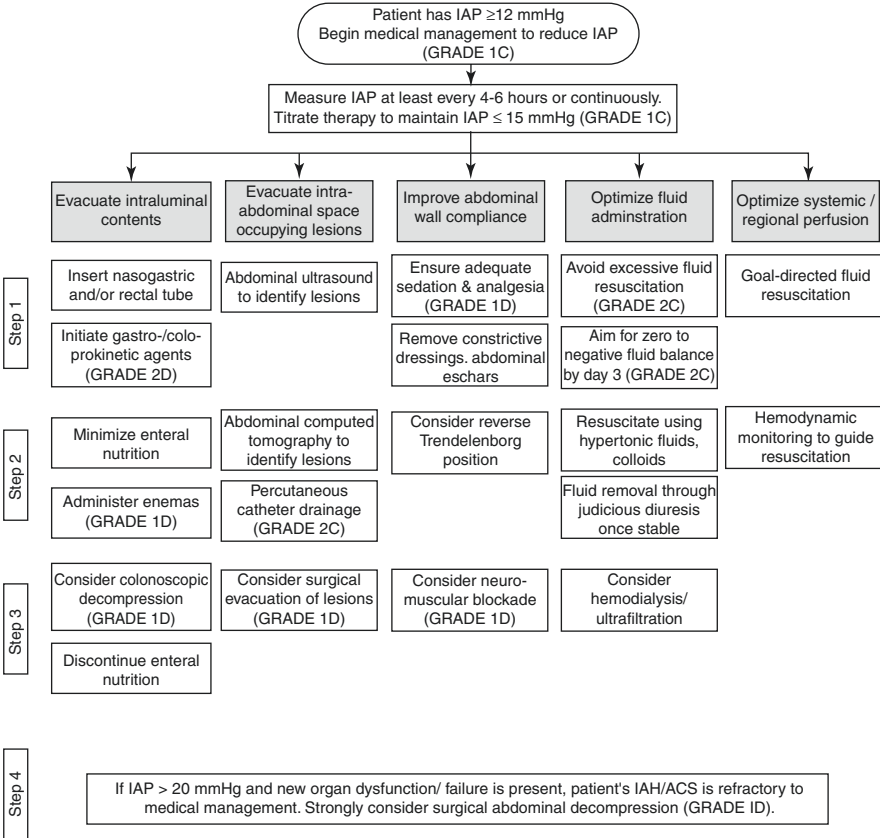 Patient has IAP ≥12 mmHg
Begin medical management to reduce IAP
(GRADE 1C)
Measure IAP at least every 4-6 hours or continuously.
Titrate therapy to maintain IAP ≤ 15 mmHg (GRADE 1C)
Evacuate intraluminal
contents
Evacuate intra-
abdominal space
occupying lesions
Improve abdominal
wall compliance
Optimize fluid
adminstration
Optimize systemic /
regional perfusion
Step 1
Insert nasogastric
and/or rectal tube
Initiate gastro-/colo-
prokinetic agents
(GRADE 2D)
Abdominal ultrasound
to identify lesions
Ensure adequate
sedation & analgesia
(GRADE 1D)
Remove constrictive
dressings. abdominal
eschars
Avoid excessive fluid
resuscitation
(GRADE 2C)
Aim for zero to
negative fluid balance
by day 3 (GRADE 2C)
Goal-directed fluid
resuscitation
Step 2
Minimize enteral
nutrition
Administer enemas
(GRADE 1D)
Abdominal computed
tomography to
identify lesions
Percutaneous
catheter drainage
(GRADE 2C)
Consider reverse
Trendelenborg
position
Resuscitate using
hypertonic fluids,
colloids
Fluid removal through
judicious diuresis
once stable
Hemodynamic
monitoring to guide
resuscitation
Step 3
Consider colonoscopic
decompression
(GRADE 1D)
Discontinue enteral
nutrition
Consider surgical
evacuation of lesions
(GRADE 1D)
Consider neuro-
muscular blockade
(GRADE 1D)
Consider
hemodialysis/
ultrafiltration
Step 4
If IAP > 20 mmHg and new organ dysfunction/ failure is present, patient's IAH/ACS is refractory to
medical management. Strongly consider surgical abdominal decompression (GRADE ID).